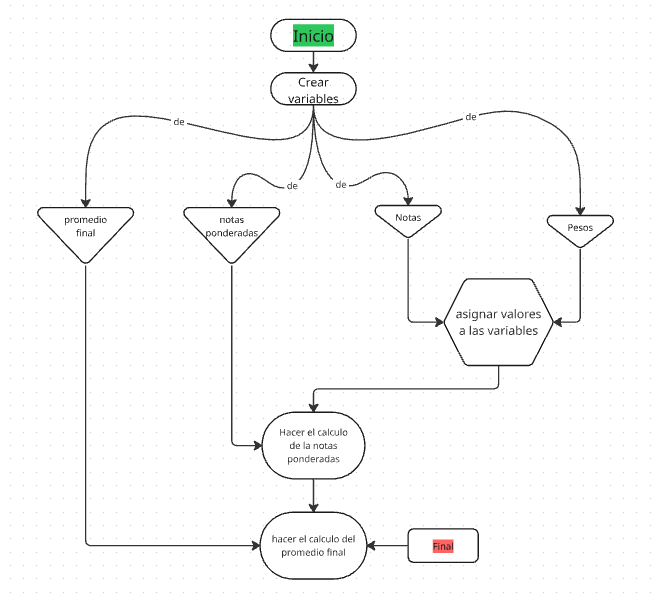 Inicio
Crear
variables
de
de
de
de
promedio
final
notas
ponderadas
Notas
Pesos
asignar valores
a las variables
Hacer el calculo
de la notas
ponderadas
hacer el calculo del
promedio final
Final